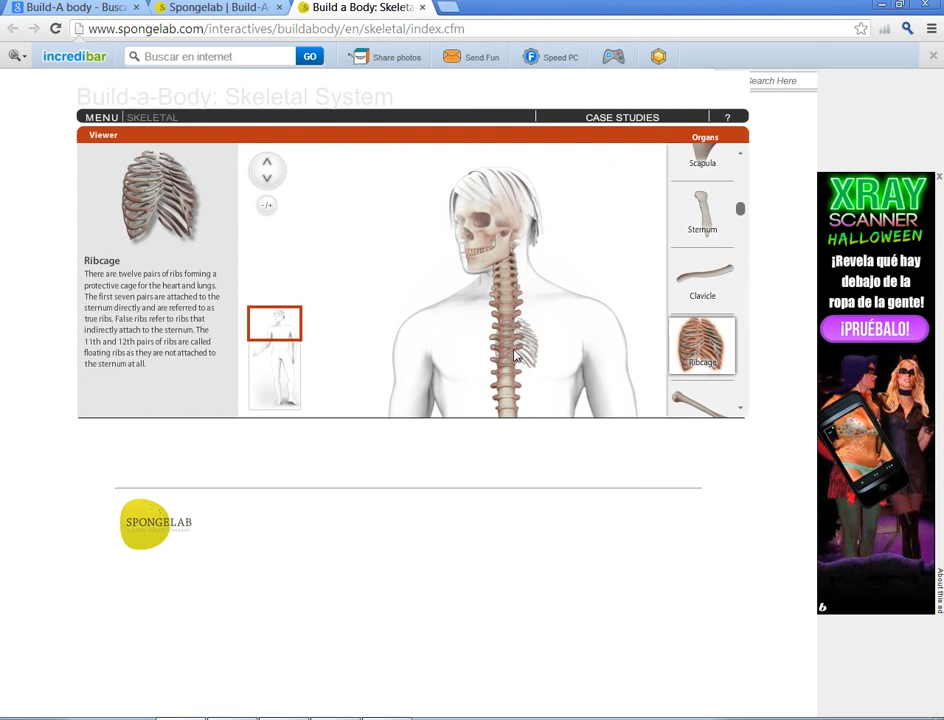 Build-A body - Busca
Spongelab | Build-A
Build a Body: Skeleta
www.spongelab.com/interactives/buildabody/en/skeletal/index.cfm
incredibar
Buscar en internet
GO
Share photos
Send Fun
Speed PC
Search Here
Build-a-Body: Skeletal System
MENU
SKELETAL
CASE STUDIES
?
Viewer
Organs
Scapula
Sternum
Clavicle
Ribcage
- / +
Ribcage
There are twelve pairs of ribs foming a
protective cage for the heart and lungs.
The first seven pairs are attached to the
sternum directly and are referred to as
true ribs. False ribs refer to ribs that
indirectly attach to the sternum. The
11th and 12th pairs of ribs are called
floating ribs as they are not attached to
the sternum at all.
SPONGELAB
XRAY
SCANNER
HALLOWEEN
¡Revela qué hay
debajo de la
ropa de la gente!
¡PRUÉBALO!
b
About this ad